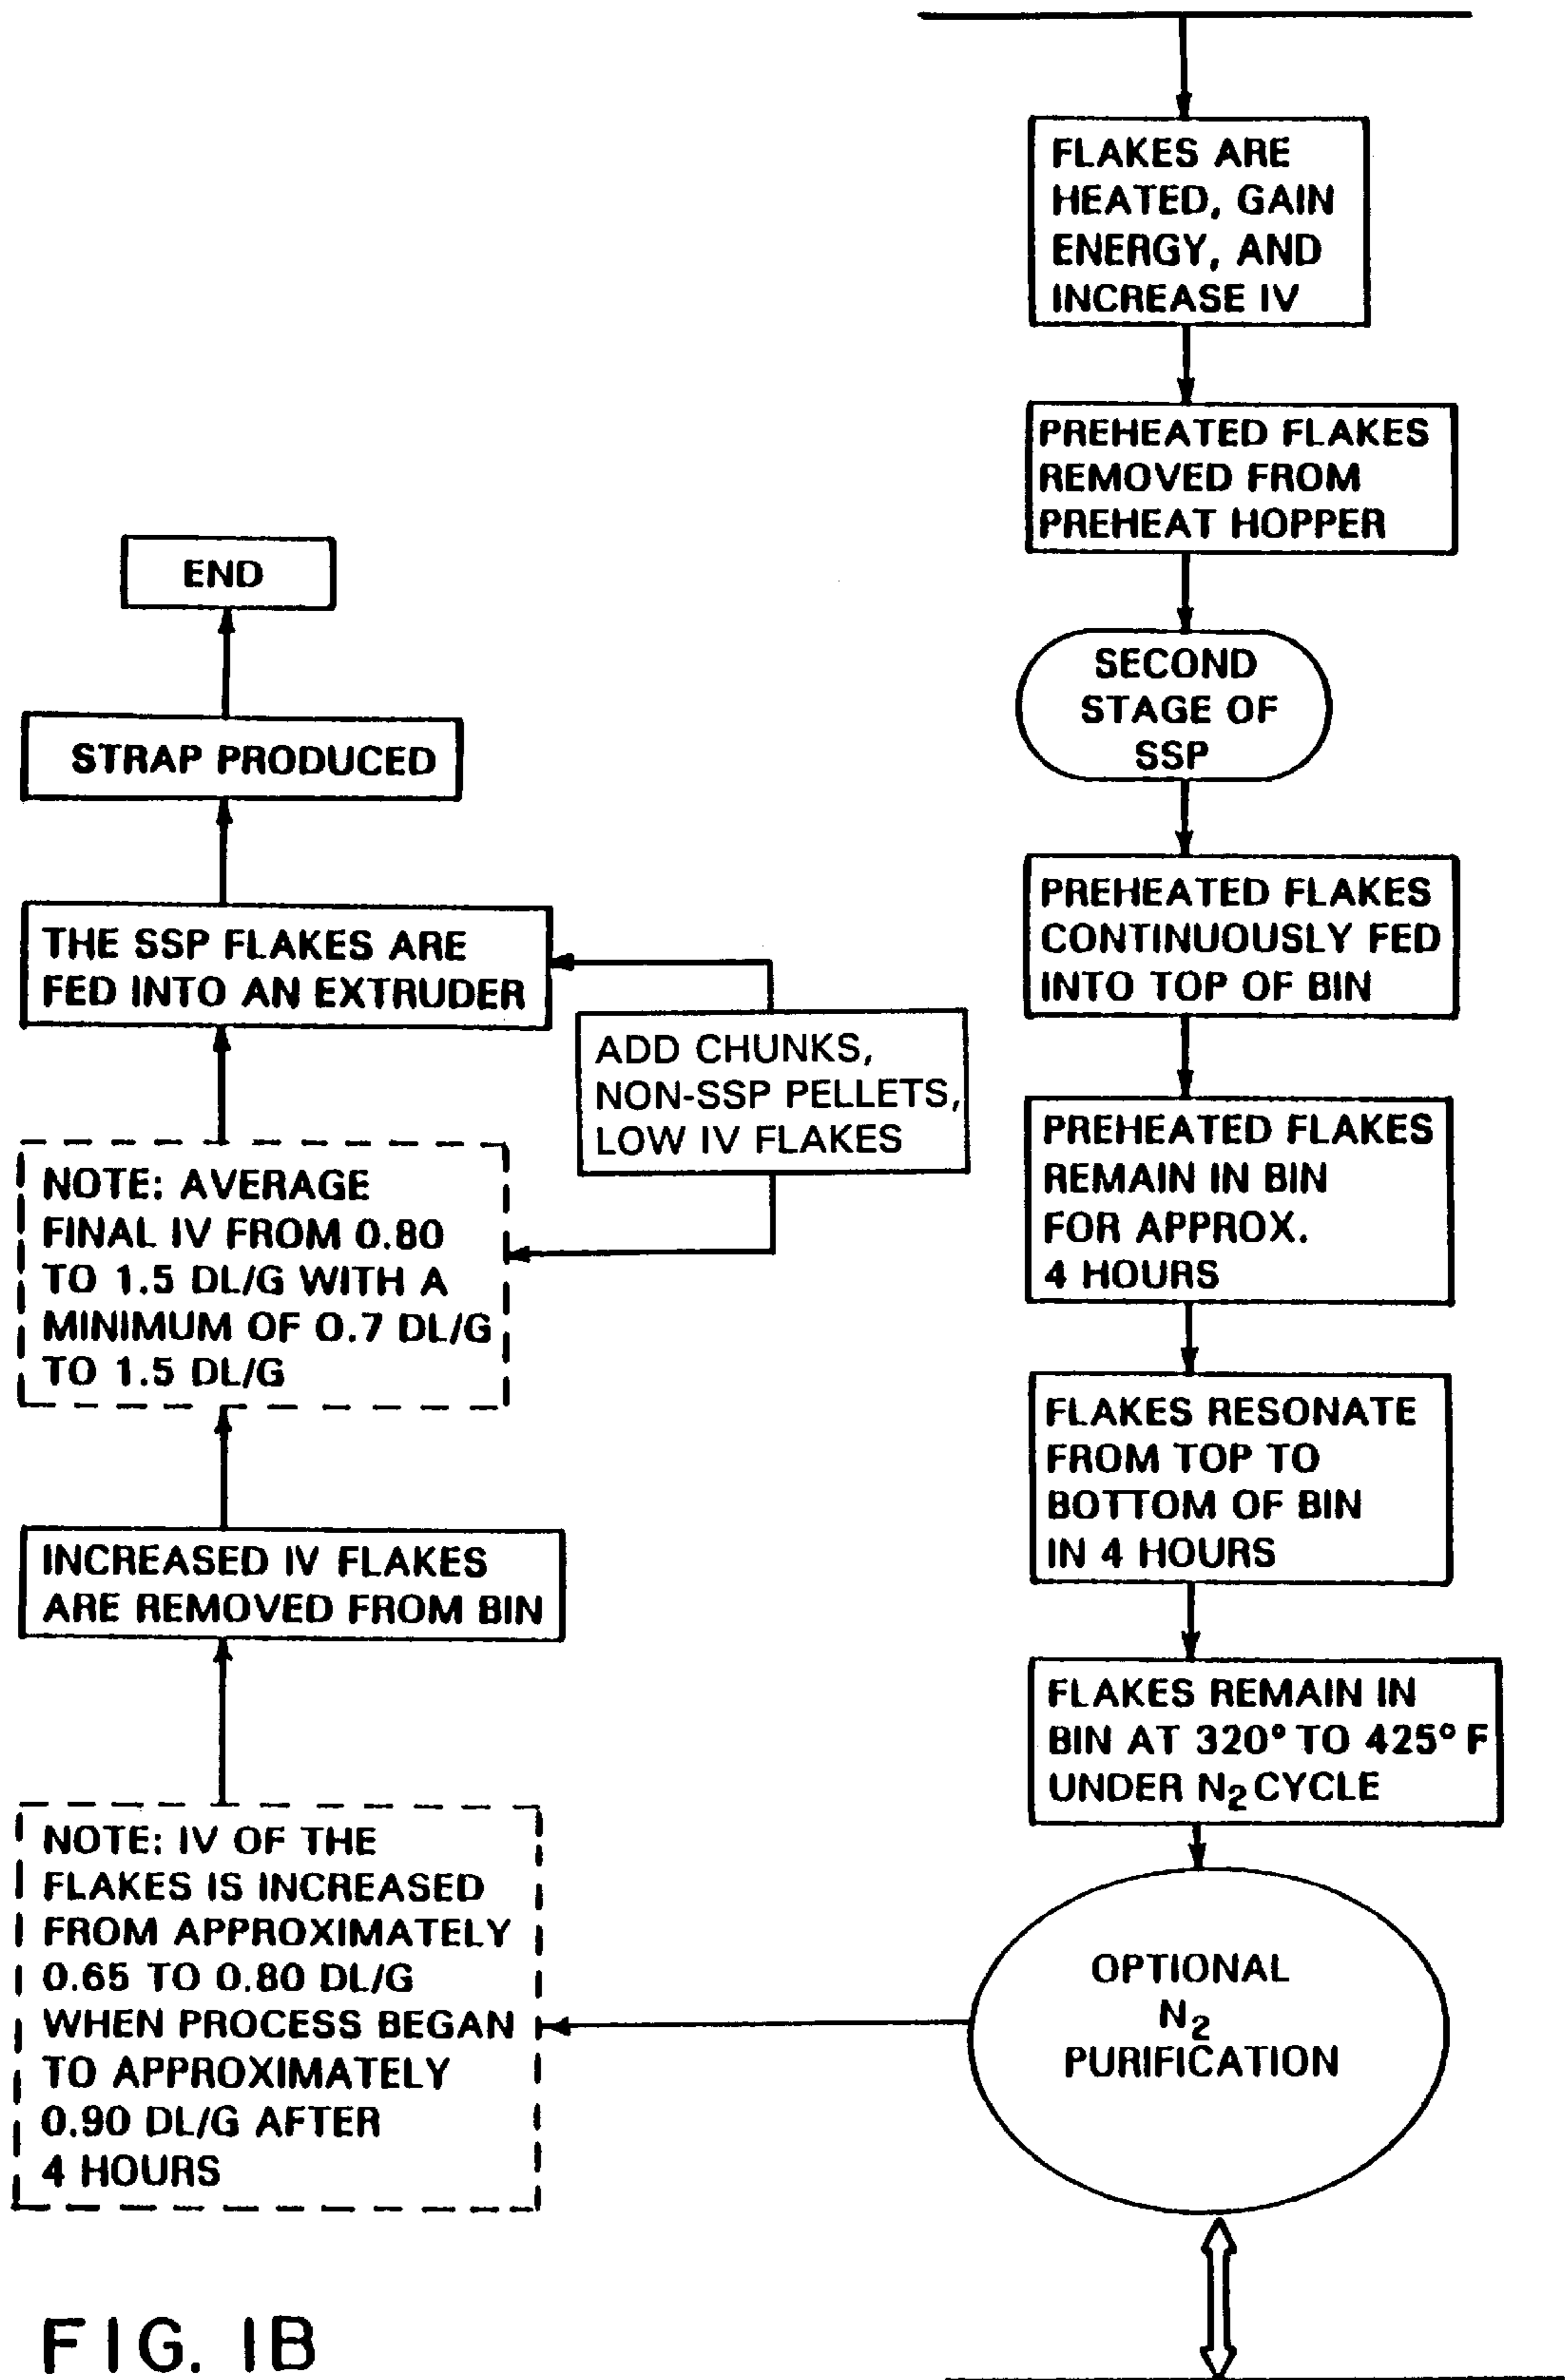 FLAKES ARE
HEATED, GAIN
ENERGY, AND
INCREASE IV
PREHEATED FLAKES
REMOVED FROM
PREHEAT HOPPER
SECOND
STAGE OF
SSP
PREHEATED FLAKES
CONTINUOUSLY FED
INTO TOP OF BIN
PREHEATED FLAKES
REMAIN IN BIN
FOR APPROX.
4 HOURS
FLAKES RESONATE
FROM TOP TO
BOTTOM OF BIN
IN 4 HOURS
FLAKES REMAIN IN
BIN AT 320° TO 425° F
UNDER N₂ CYCLE
OPTIONAL
N₂
PURIFICATION
NOTE: IV OF THE
FLAKES IS INCREASED
FROM APPROXIMATELY
0.65 TO 0.80 DL/G
WHEN PROCESS BEGAN
TO APPROXIMATELY
0.90 DL/G AFTER
4 HOURS
INCREASED IV FLAKES
ARE REMOVED FROM BIN
NOTE: AVERAGE
FINAL IV FROM 0.80
TO 1.5 DL/G WITH A
MINIMUM OF 0.7 DL/G
TO 1.5 DL/G
ADD CHUNKS,
NON-SSP PELLETS,
LOW IV FLAKES
THE SSP FLAKES ARE
FED INTO AN EXTRUDER
STRAP PRODUCED
END
FIG. 1B